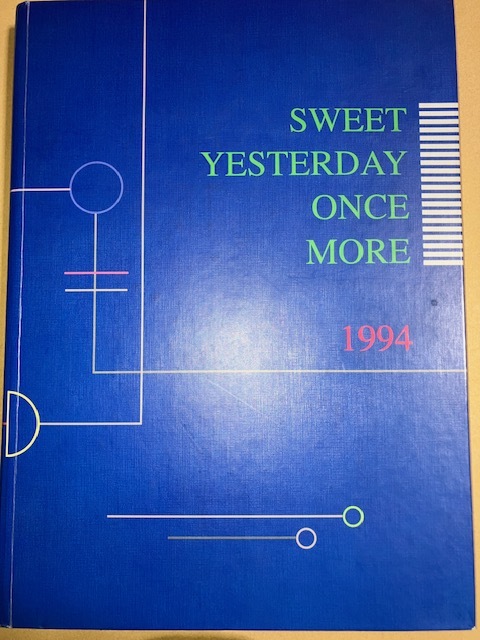 SWEET
YESTERDAY
ONCE
MORE
1994